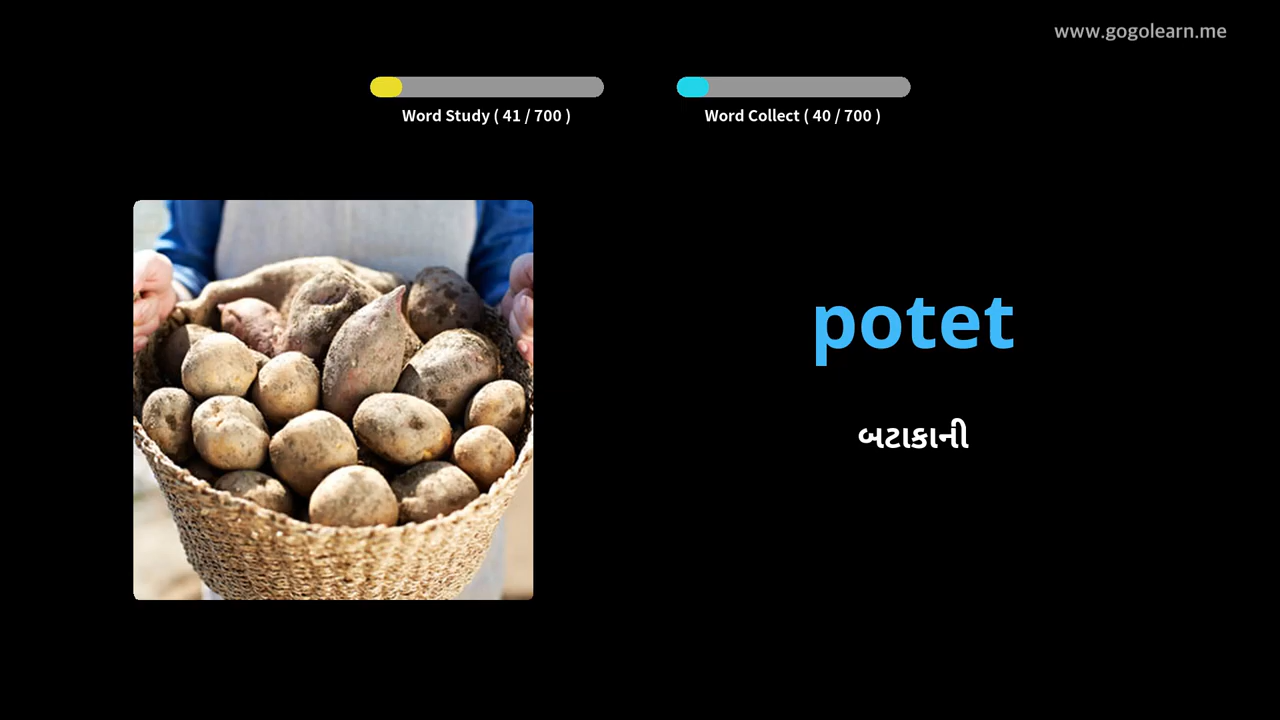 www.gogolearn.me
Word Study ( 41 / 700 )
Word Collect ( 40 / 700 )
potet
બટાકાની